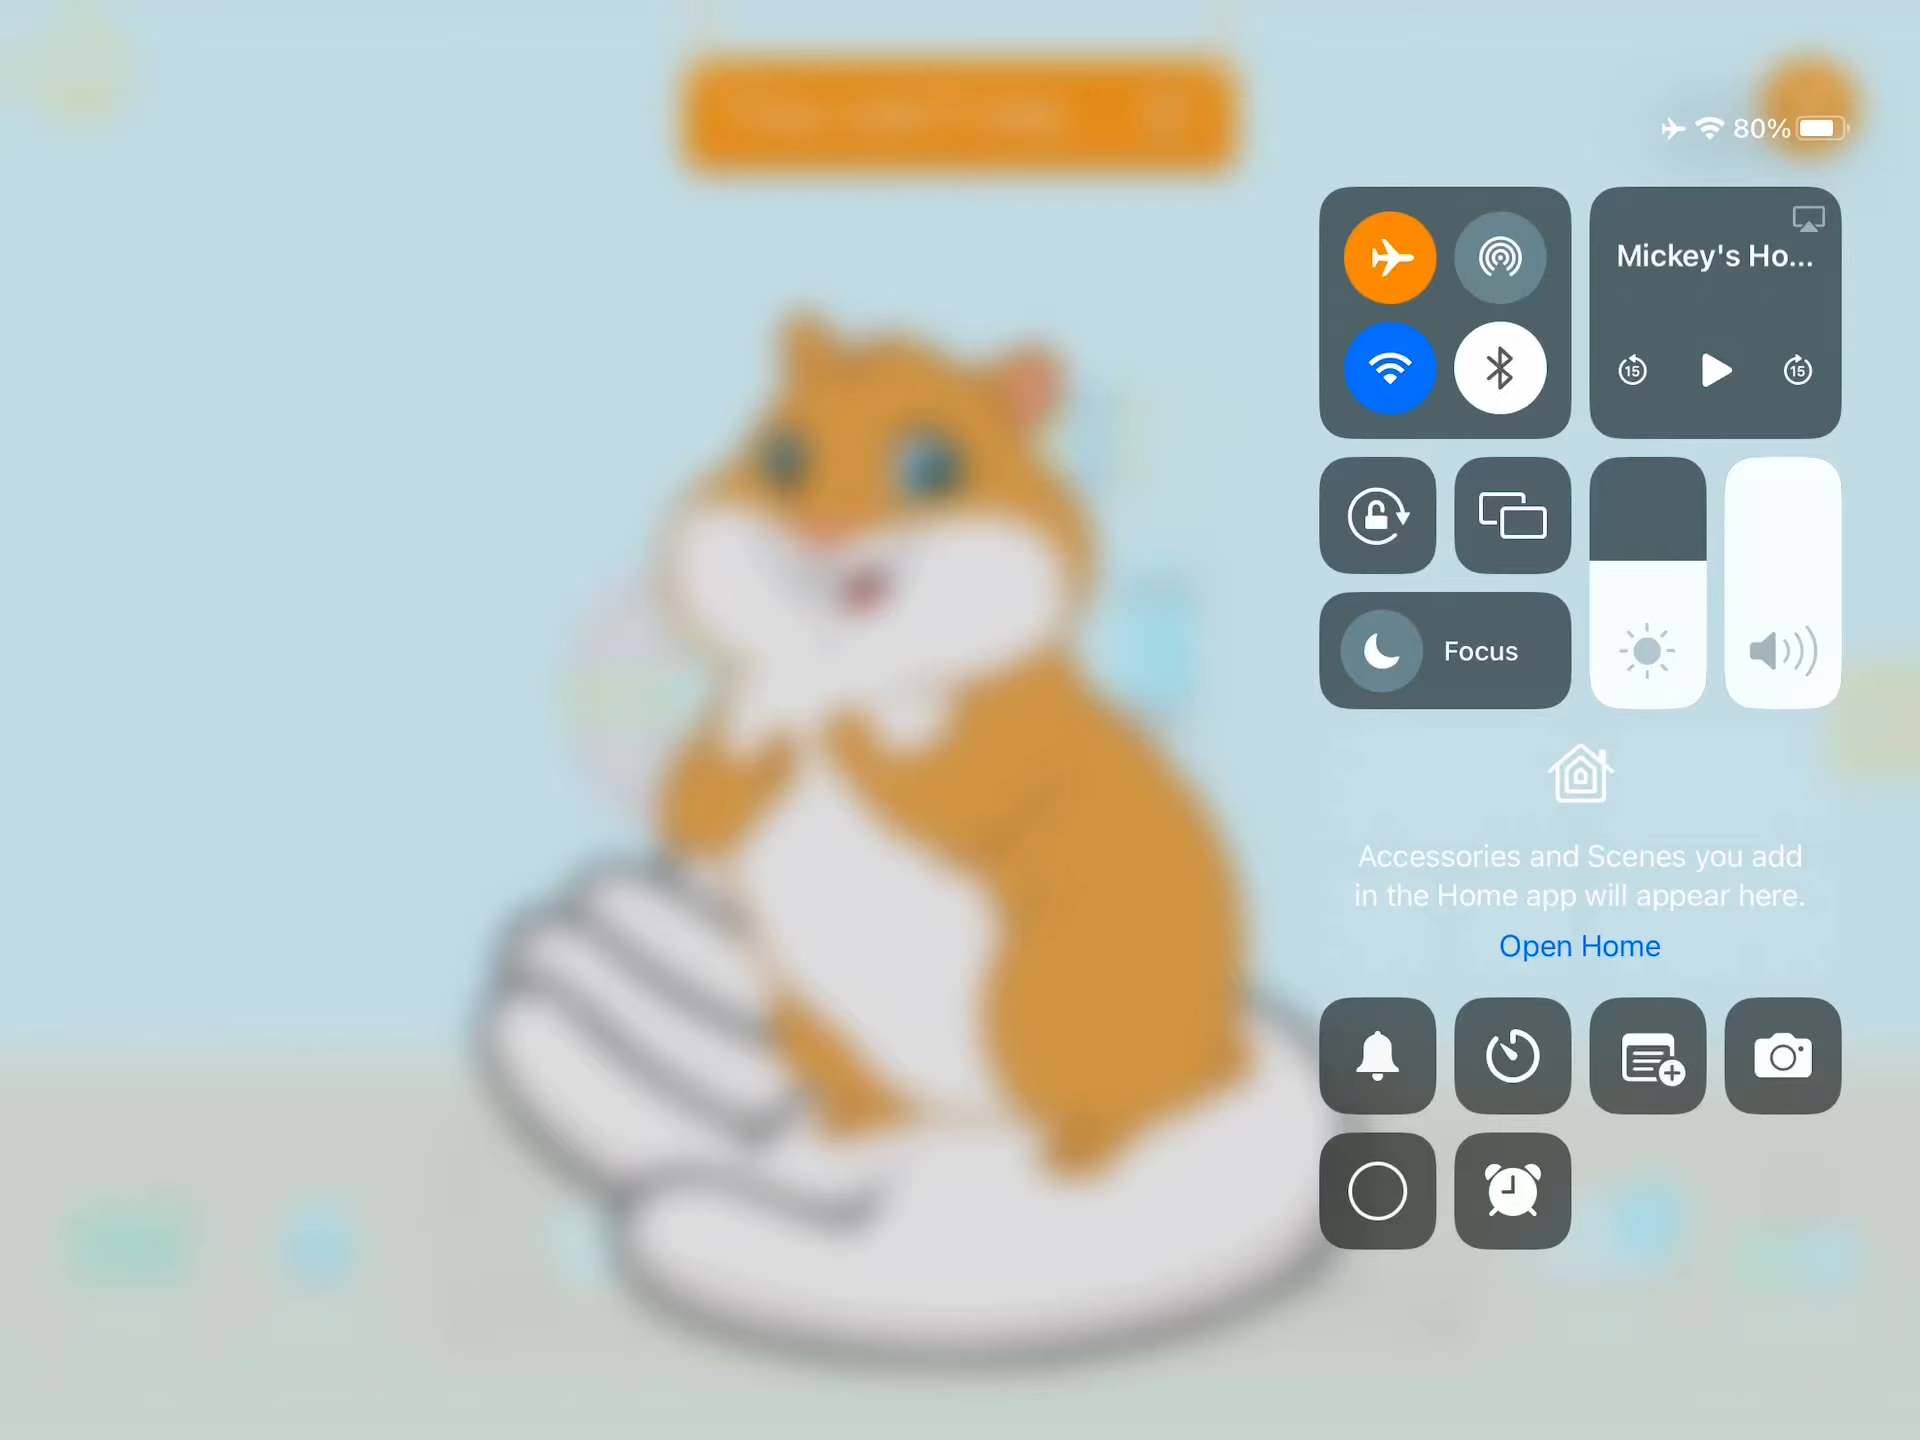 80%
Mickey's Ho...
15
15
Focus
Accessories and Scenes you add
in the Home app will appear here.
Open Home